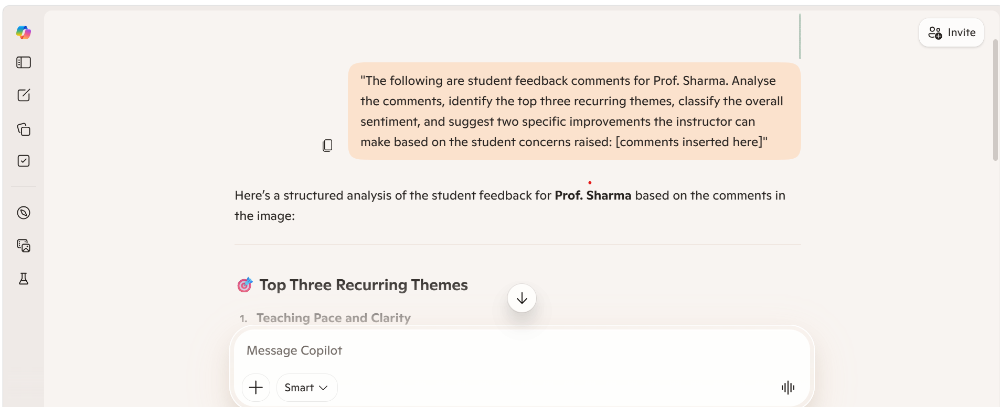 Invite
"The following are student feedback comments for Prof. Sharma. Analyse
the comments, identify the top three recurring themes, classify the overall
sentiment, and suggest two specific improvements the instructor can
make based on the student concerns raised: [comments inserted here]"
Here’s a structured analysis of the student feedback for Prof. Sharma based on the comments in
the image:
Top Three Recurring Themes
1. Teaching Pace and Clarity
Message Copilot
Smart